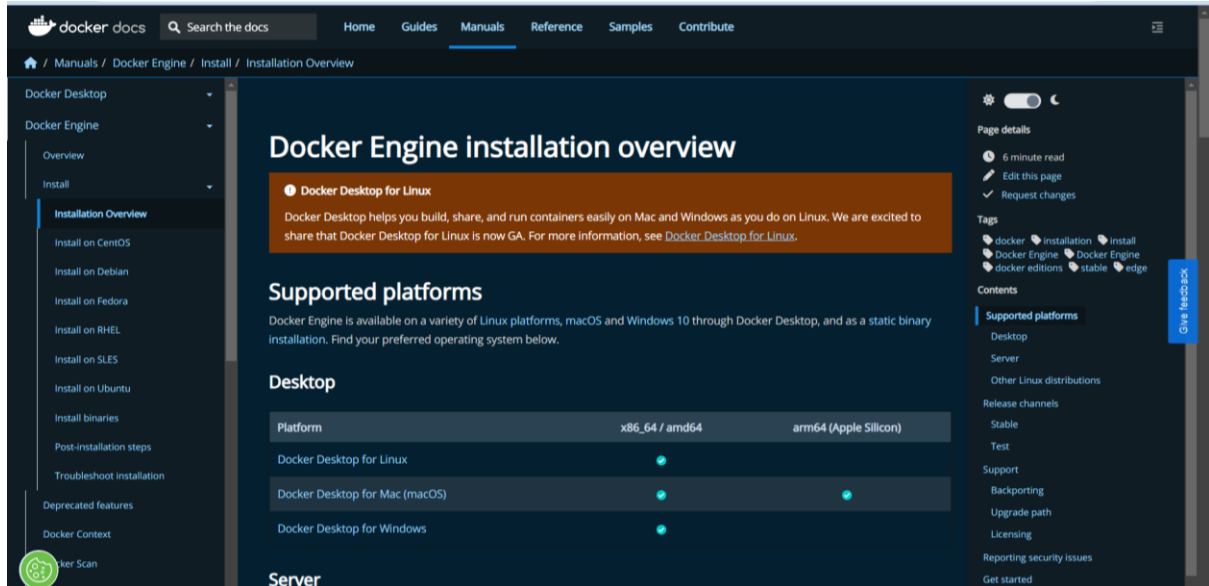 docker docs
Search the docs
Home Guides Manuals Reference Samples Contribute
/ Manuals / Docker Engine / Install / Installation Overview
Docker Desktop
Docker Engine
Overview
Install
Installation Overview
Install on CentOS
Install on Debian
Install on Fedora
Install on RHEL
Install on SLES
Install on Ubuntu
Install binaries
Post-installation steps
Troubleshoot installation
Deprecated features
Docker Context
Scan
Docker Engine installation overview
Docker Desktop for Linux
Docker Desktop helps you build, share, and run containers easily on Mac and Windows as you do on Linux. We are excited to
share that Docker Desktop for Linux is now GA. For more information, see Docker Desktop for Linux.
Supported platforms
Docker Engine is available on a variety of Linux platforms, macOS and Windows 10 through Docker Desktop, and as a static binary
installation. Find your preferred operating system below.
Desktop
Platform x86_64 / amd64 arm64 (Apple Silicon)
Docker Desktop for Linux
Docker Desktop for Mac (macOS)
Docker Desktop for Windows
Server
Page details
6 minute read
Edit this page
Request changes
Tags
docker installation install
Docker Engine Docker Engine
docker editions stable edge
Contents
Supported platforms
Desktop
Server
Other Linux distributions
Release channels
Stable
Test
Support
Backporting
Upgrade path
Licensing
Reporting security issues
Get started
Give feedback